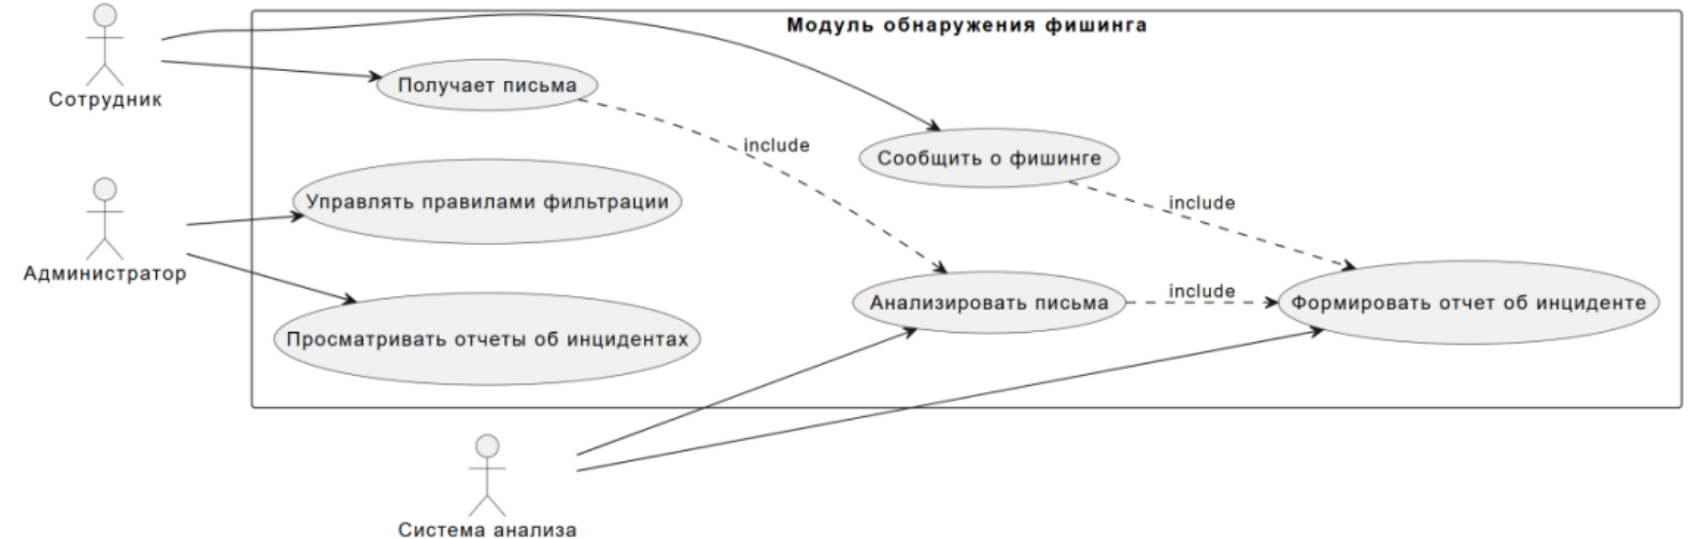 Модуль обнаружения фишинга
Сотрудник
Получает письма
include
Сообщить о фишинге
Управлять правилами фильтрации
include
Администратор
Анализировать письма
include
Формировать отчет об инциденте
Просматривать отчеты об инцидентах
Система анализа